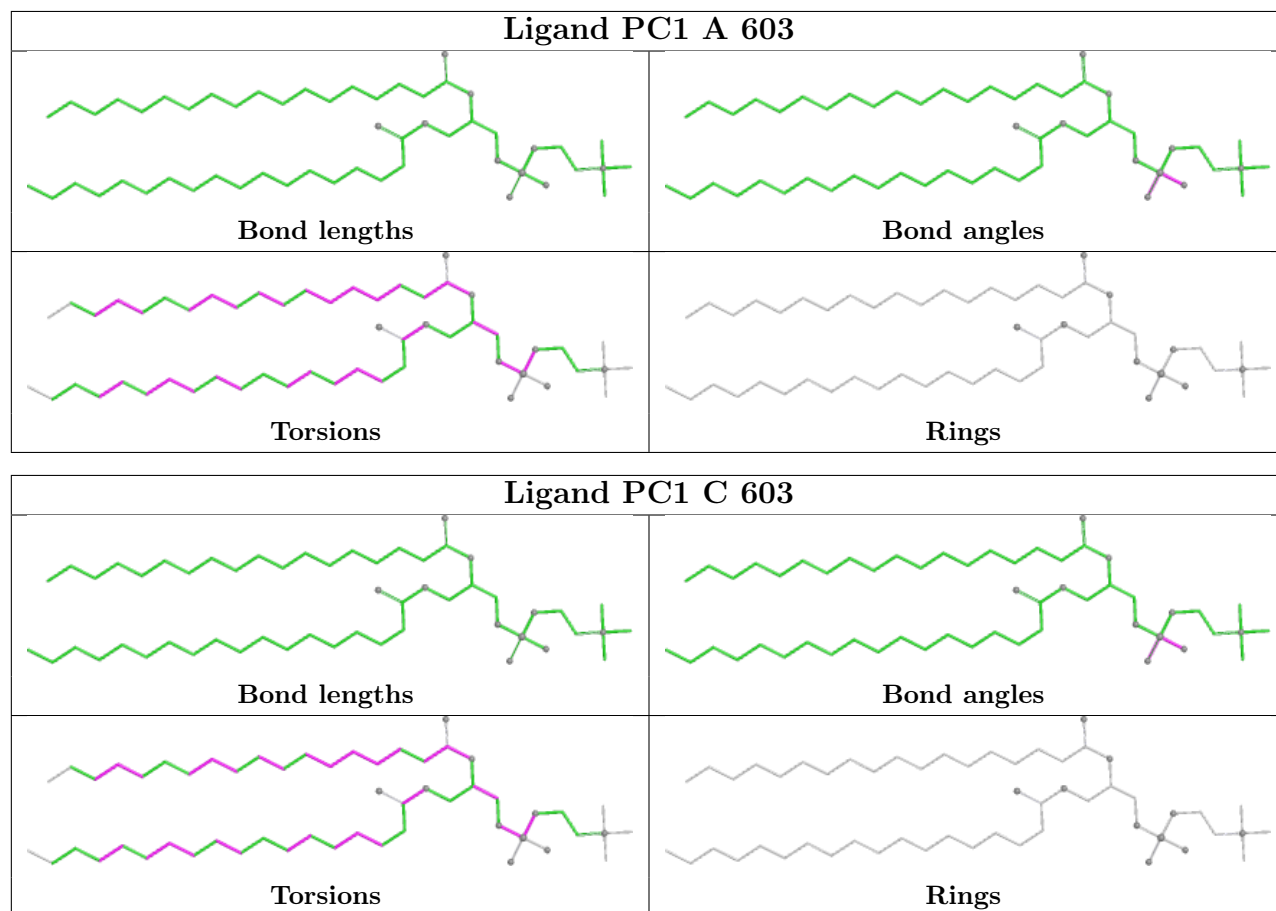 Ligand PC1 A 603
Bond lengths
Bond angles
Torsions
Rings
Ligand PC1 C 603
Bond lengths
Bond angles
Torsions
Rings